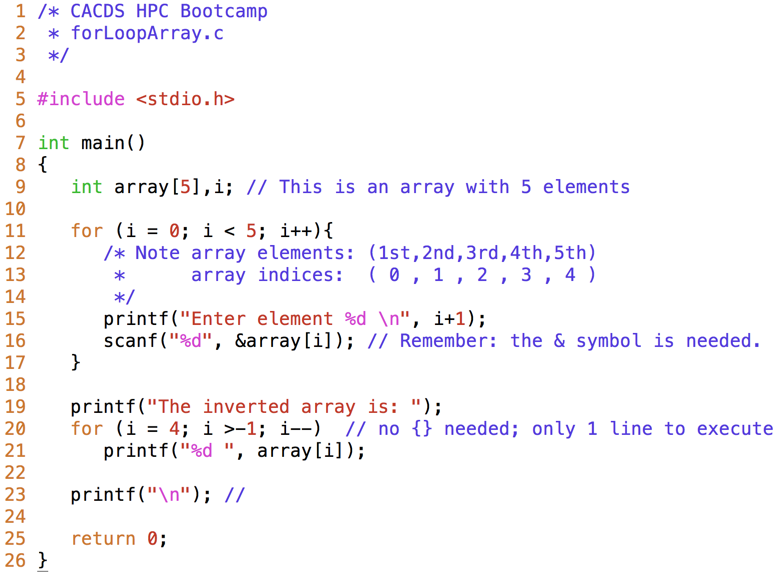 1 /* CACDS HPC Bootcamp
2  * forLoopArray.c
3  */
4
5 #include <stdio.h>
6
7 int main()
8 {
9    int array[5],i; // This is an array with 5 elements
10
11    for (i = 0; i < 5; i++){
12       /* Note array elements: (1st,2nd,3rd,4th,5th)
13        *      array indices:  ( 0 , 1 , 2 , 3 , 4 )
14        */
15       printf("Enter element %d \n", i+1);
16       scanf("%d", &array[i]); // Remember: the & symbol is needed.
17    }
18
19    printf("The inverted array is: ");
20    for (i = 4; i >-1; i--)  // no {} needed; only 1 line to execute
21       printf("%d ", array[i]);
22
23    printf("\n"); //
24
25    return 0;
26 }